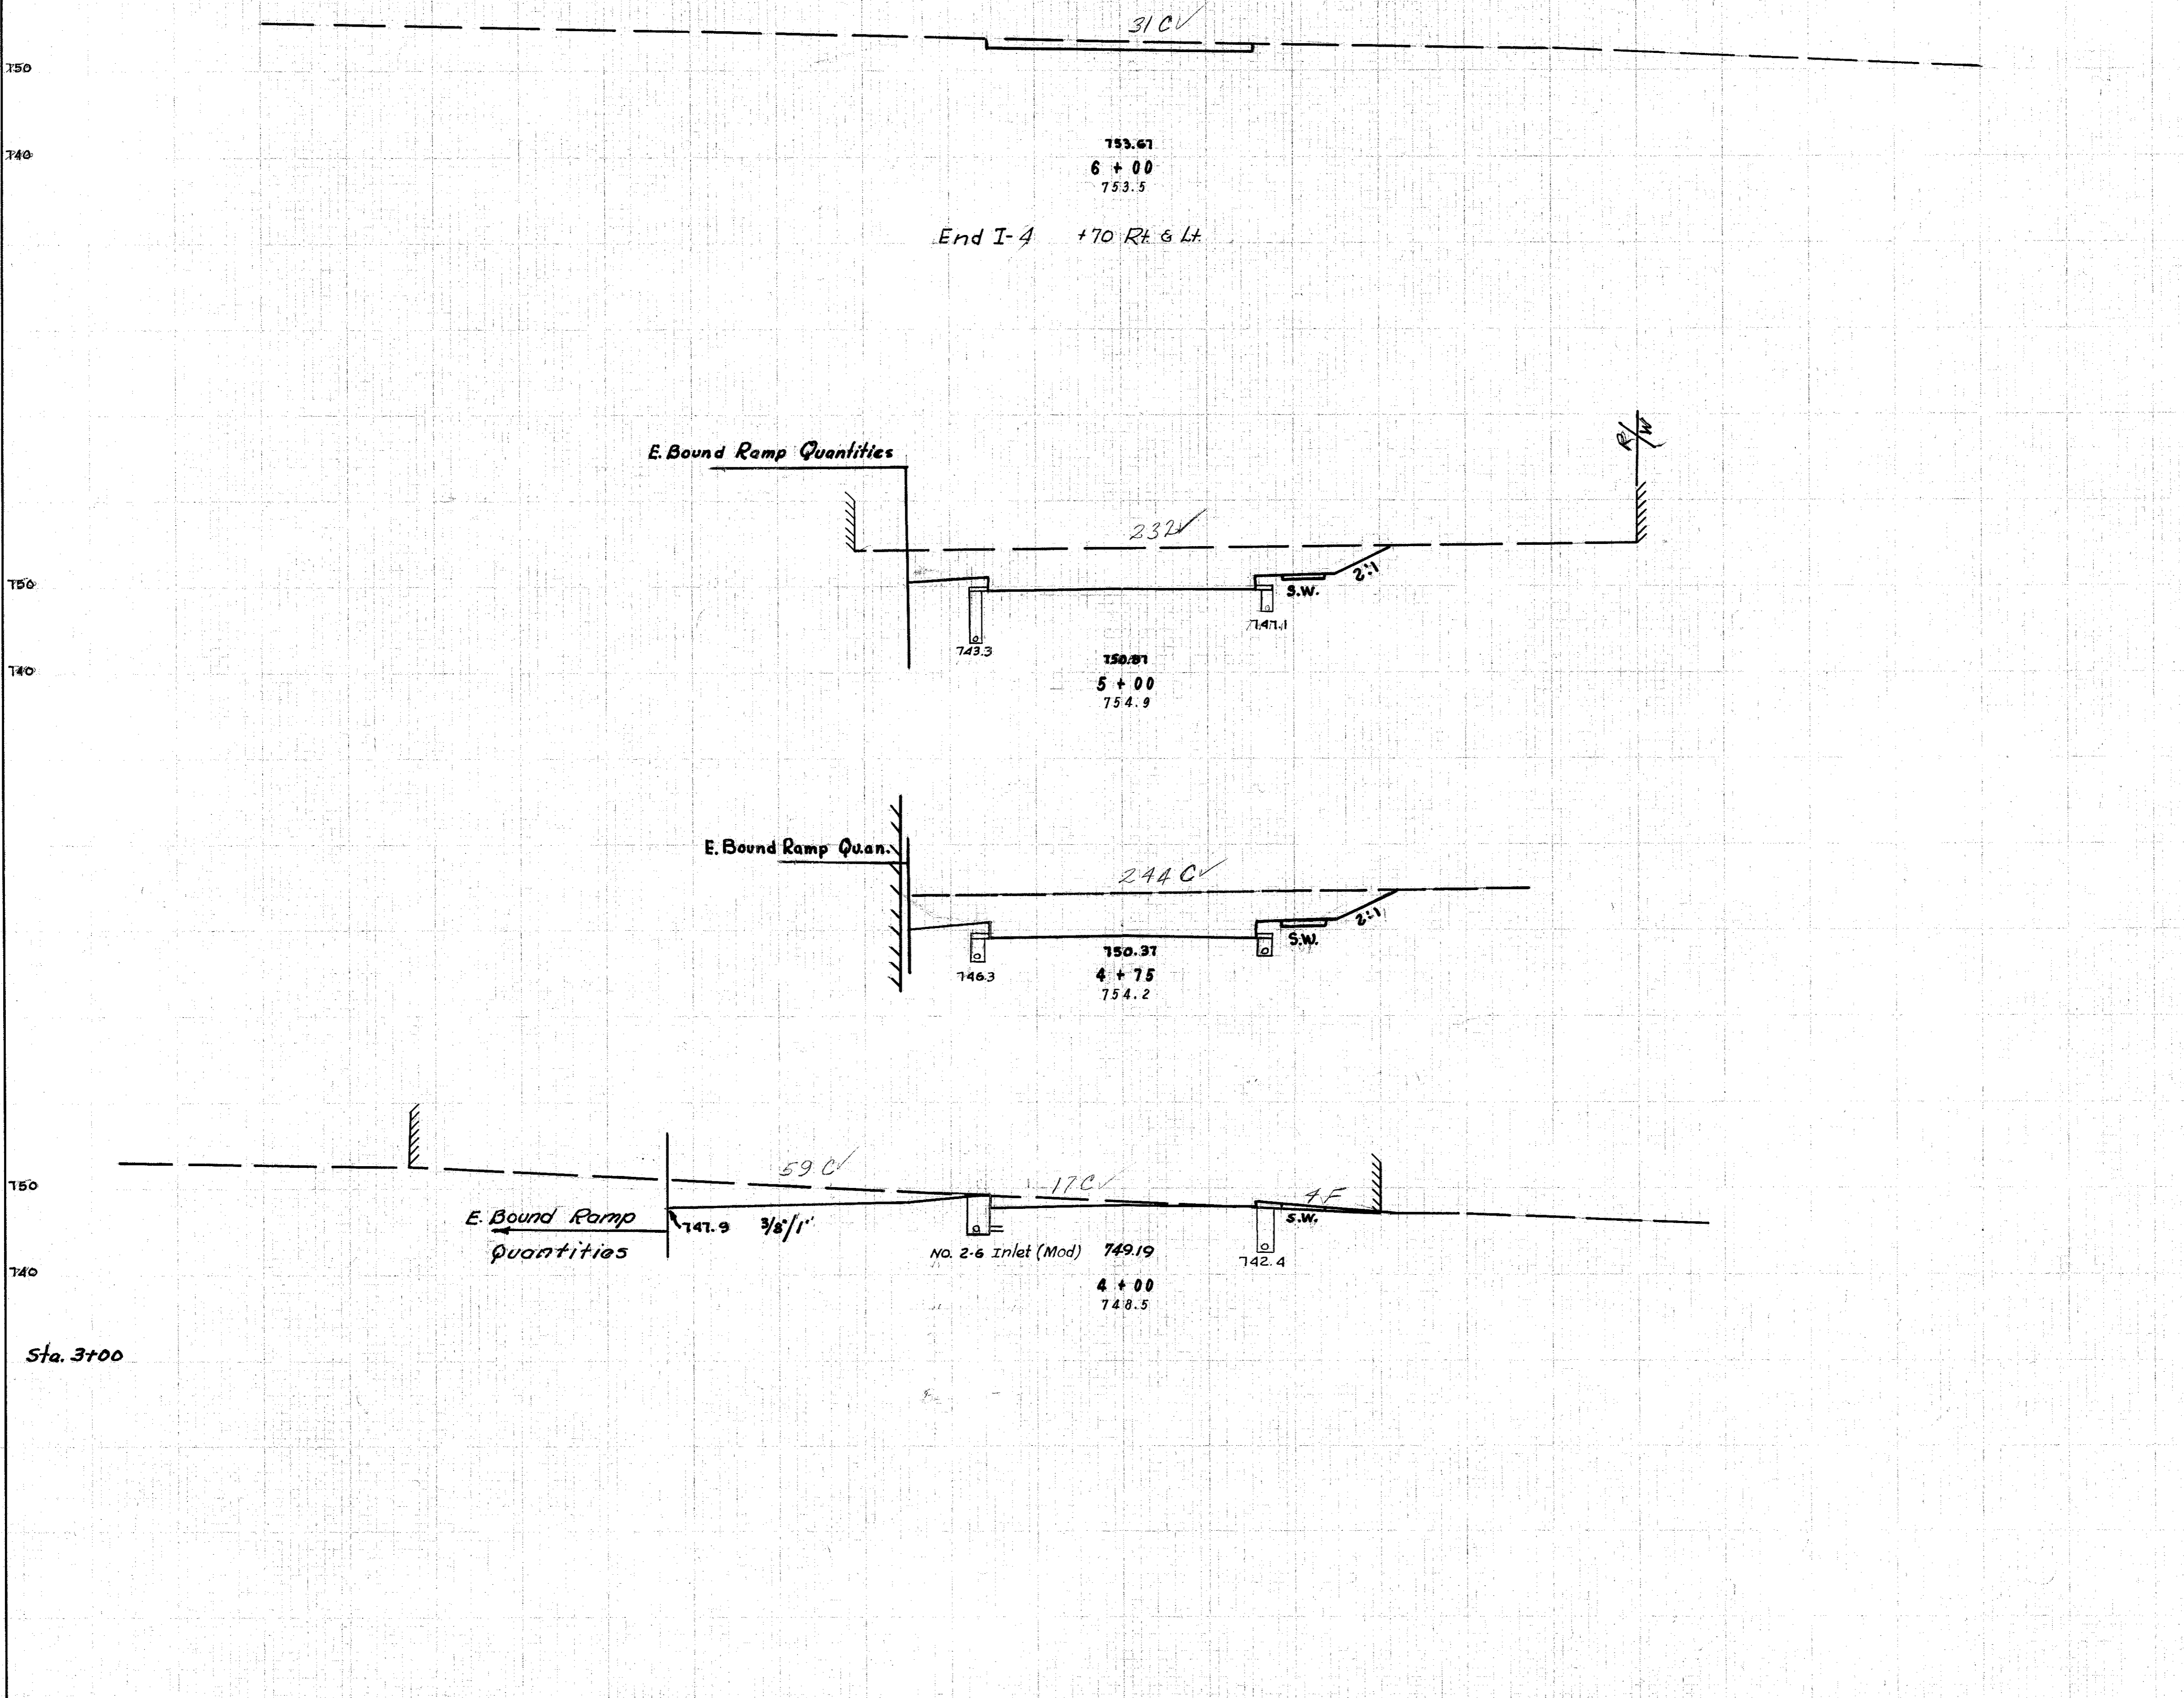 31 C✓
750
740
753.67
6 + 00
753.5
End I-4 +70 Rt & Lt
R/W
E. Bound Ramp Quantities
232✓
750
2:1
S.W.
743.3
747.1
740
750.87
5 + 00
754.9
E. Bound Ramp Quan.
244 C✓
2:1
S.W.
750.37
746.3
4 + 75
754.2
59 C✓
17 C✓
4 F
750
E. Bound Ramp
Quantities
747.9
3/8"/1'
S.W.
No. 2-6 Inlet (Mod)
749.19
742.4
740
4 + 00
748.5
Sta. 3+00